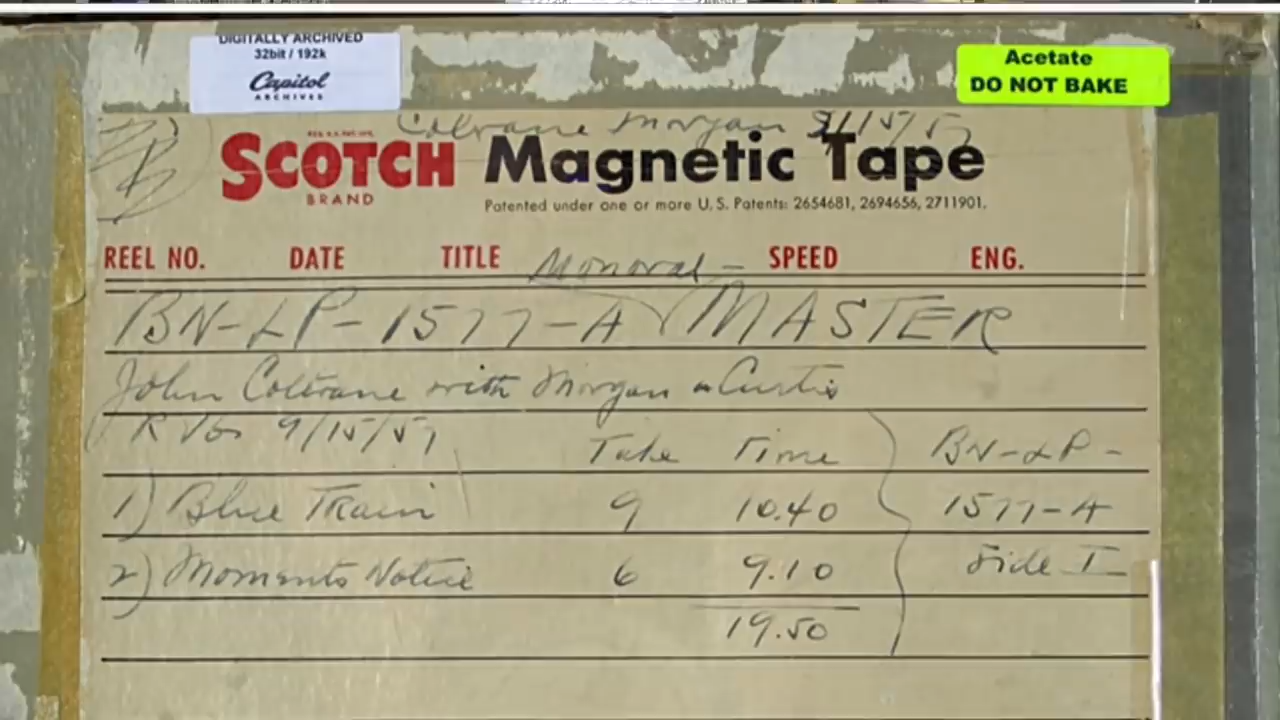 DIGITALLY ARCHIVED
32bit / 192k
Capitol
ARCHIVES
Acetate
DO NOT BAKE
Coltrane Morgan 9/15/57
SCOTCH Magnetic Tape
BRAND
Patented under one or more U.S. Patents: 2654681, 2694656, 2711901.
REEL NO. DATE TITLE Monoral - SPEED ENG.
BN-LP-1577-A MASTER
John Coltrane with Morgan & Curtis
RVG 9/15/57 Take Time BN-LP-
1) Blue Train 9 10.40 1577-A
2) Moments Notice 6 9.10 Side I
19.50